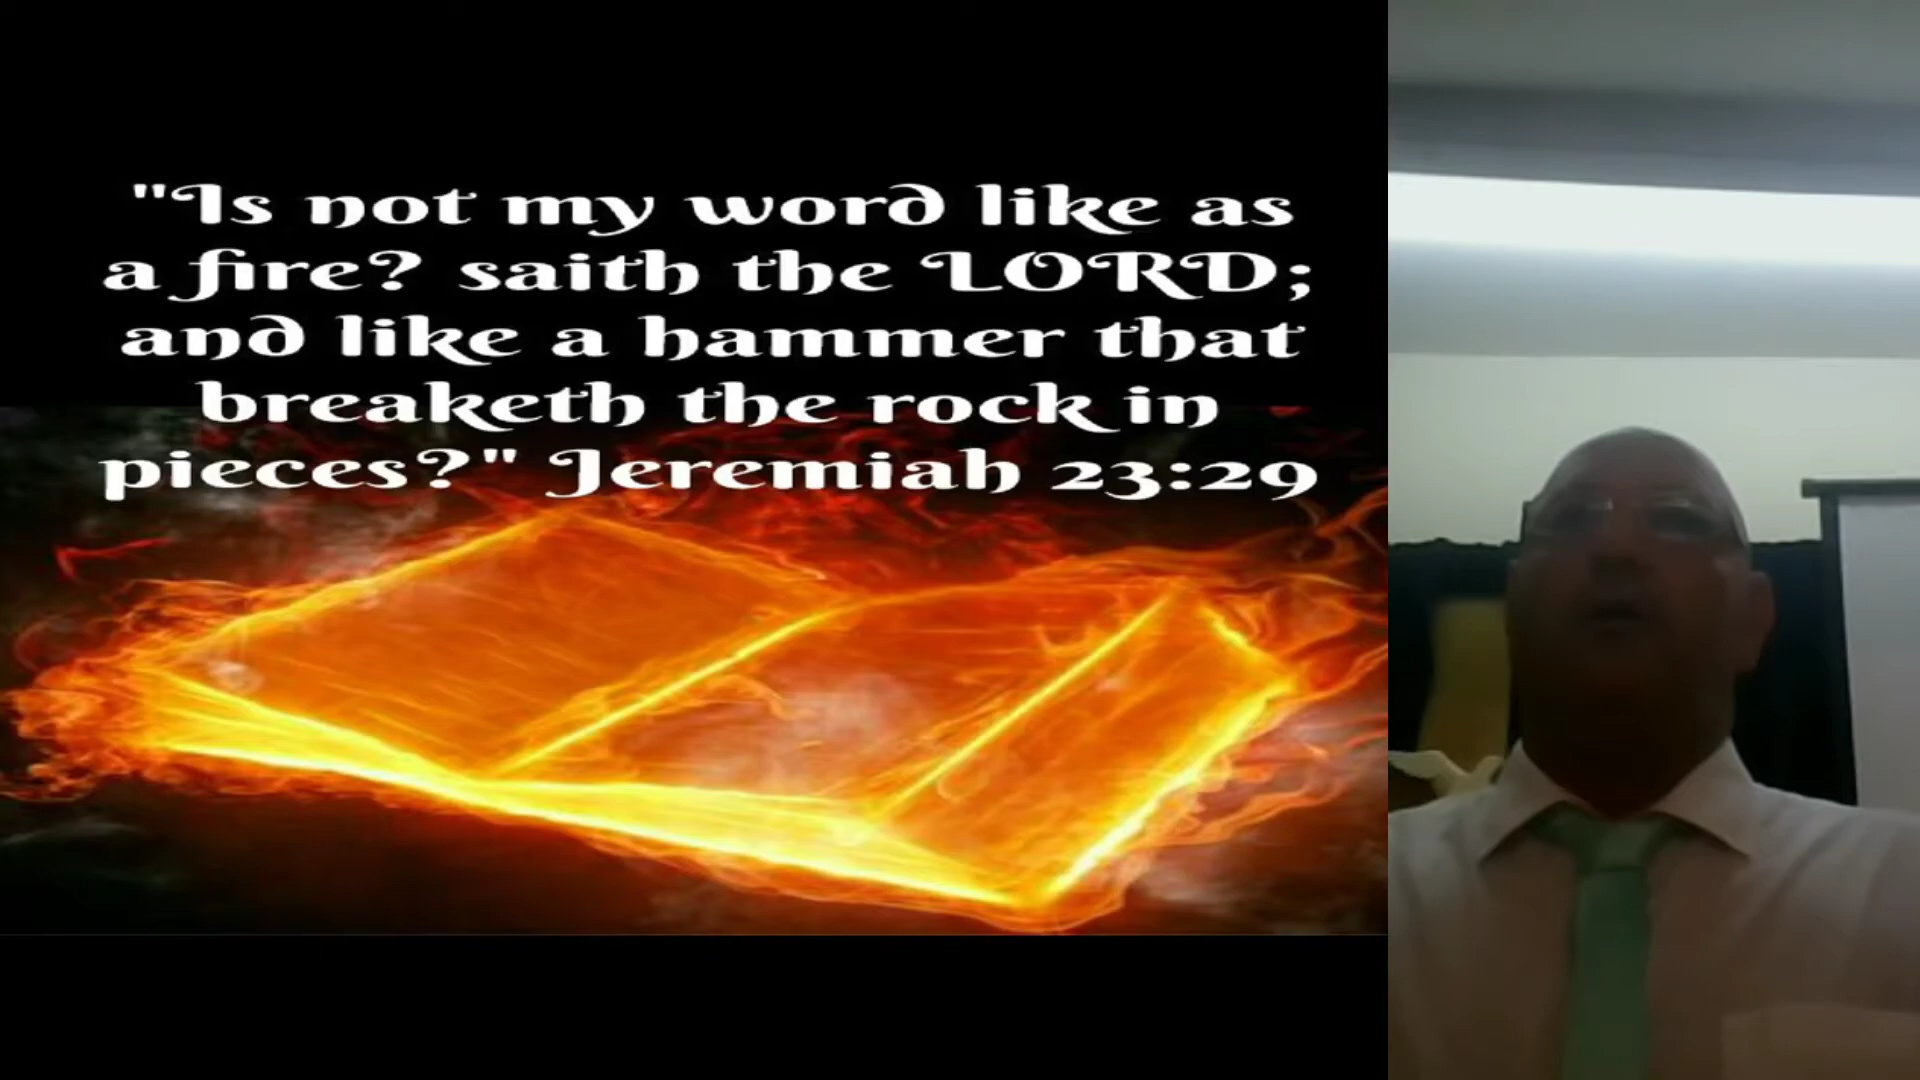 "Is not my word like as
a fire? saith the LORD;
and like a hammer that
breaketh the rock in
pieces?" Jeremiah 23:29